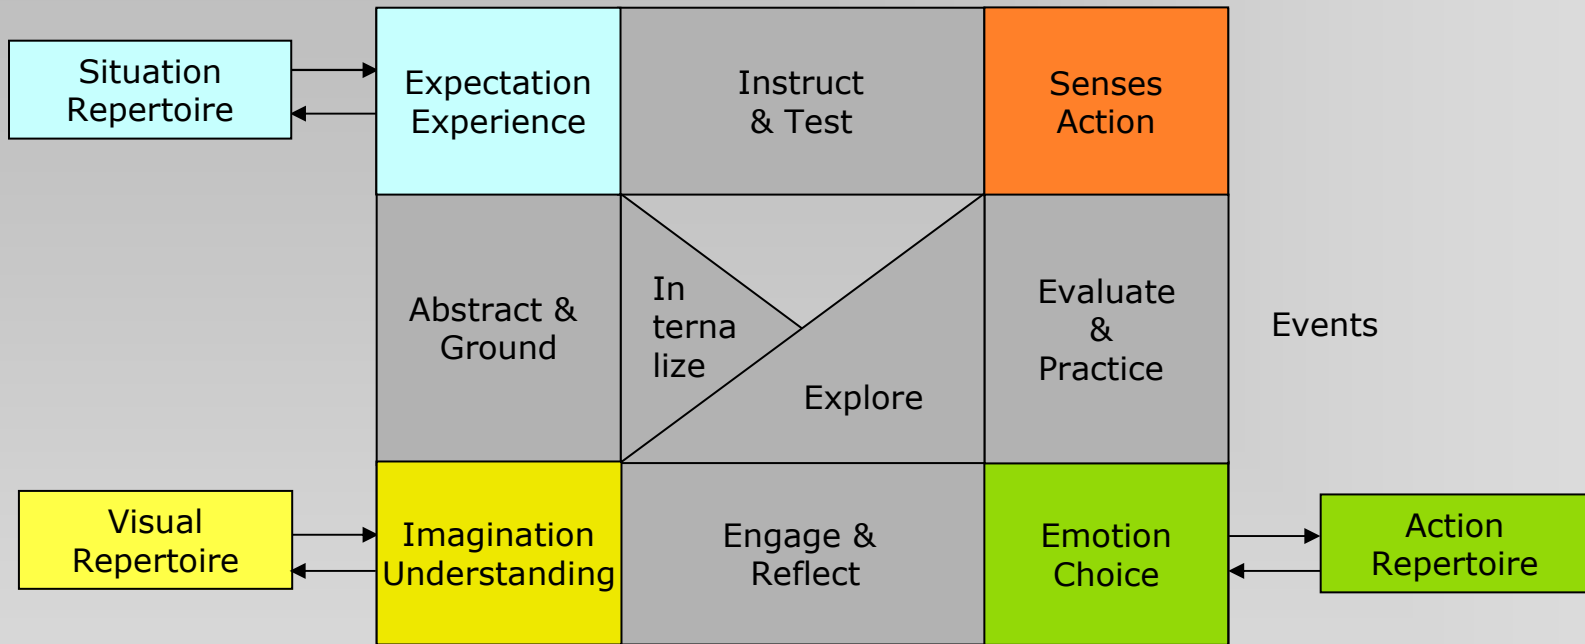 Situation
Repertoire
Expectation
Experience
Instruct
& Test
Senses
Action
Abstract &
Ground
In
terna
lize
Explore
Evaluate
&
Practice
Events
Visual
Repertoire
Imagination
Understanding
Engage &
Reflect
Emotion
Choice
Action
Repertoire